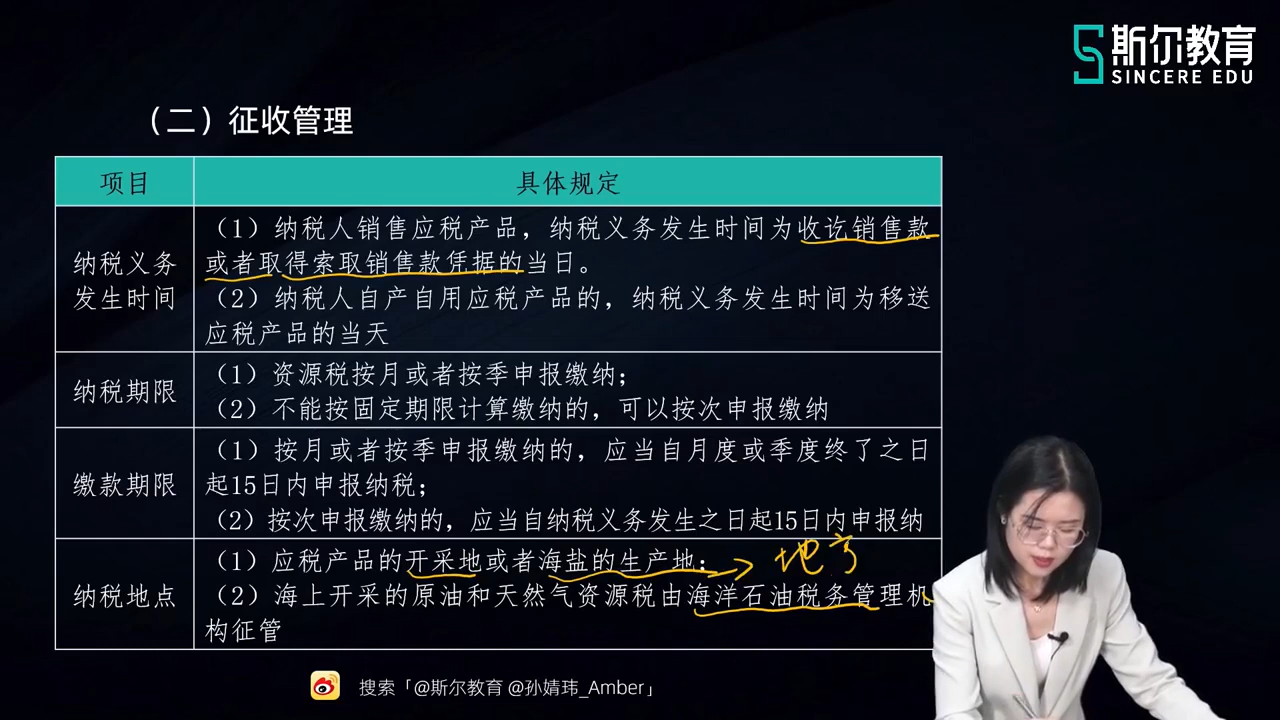 斯尔教育
SINCERE EDU
（二）征收管理
项目
具体规定
纳税义务
发生时间
（1）纳税人销售应税产品，纳税义务发生时间为收讫销售款
或者取得索取销售款凭据的当日。
（2）纳税人自产自用应税产品的，纳税义务发生时间为移送
应税产品的当天
纳税期限
（1）资源税按月或者按季申报缴纳；
（2）不能按固定期限计算缴纳的，可以按次申报缴纳
缴款期限
（1）按月或者按季申报缴纳的，应当自月度或季度终了之日
起15日内申报纳税；
（2）按次申报缴纳的，应当自纳税义务发生之日起15日内申报纳
纳税地点
（1）应税产品的开采地或者海盐的生产地；
（2）海上开采的原油和天然气资源税由海洋石油税务管理机
构征管
搜索「@斯尔教育 @孙婧玮_Amber」